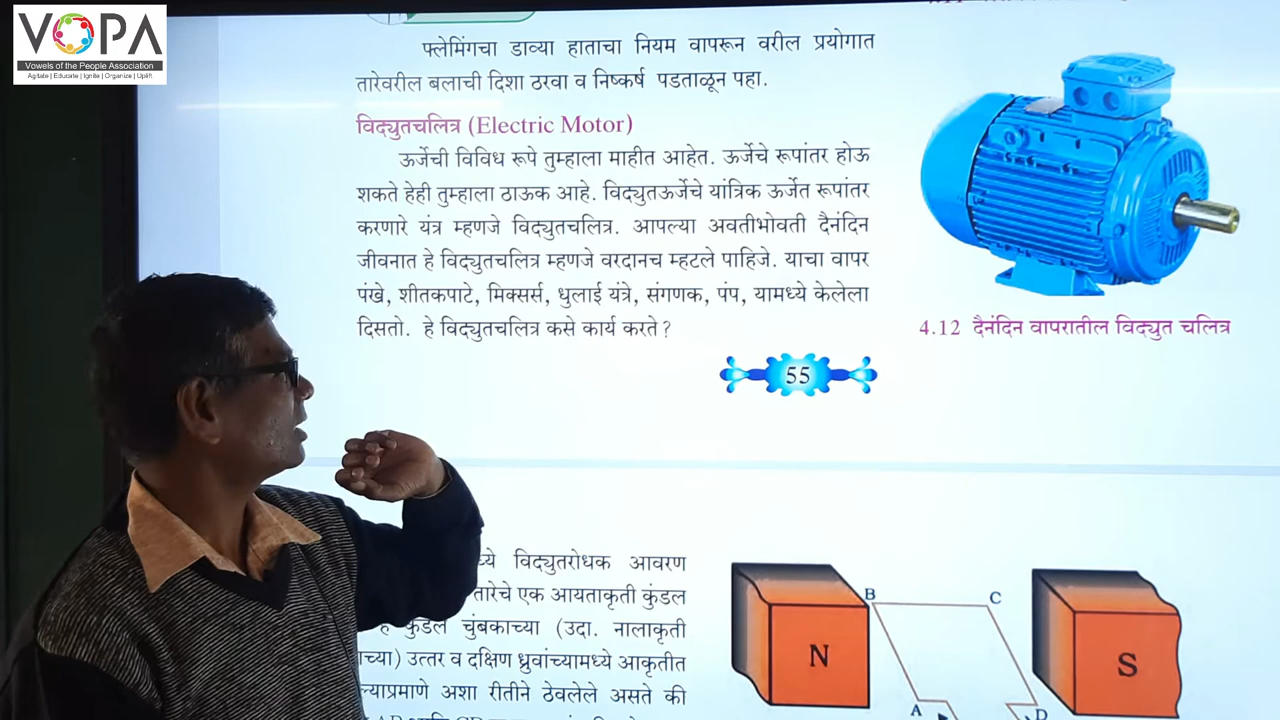 VOPA
Vowels of the People Association
Agitate | Educate | Ignite | Organize | Uplift
फ्लेमिंगचा डाव्या हाताचा नियम वापरून वरील प्रयोगात
तारेवरील बलाची दिशा ठरवा व निष्कर्ष पडताळून पहा.
विद्युतचलित्र (Electric Motor)
ऊर्जेची विविध रूपे तुम्हाला माहीत आहेत. ऊर्जेचे रूपांतर होऊ
शकते हेही तुम्हाला ठाऊक आहे. विद्युतऊर्जेचे यांत्रिक ऊर्जेत रूपांतर
करणारे यंत्र म्हणजे विद्युतचलित्र. आपल्या अवतीभोवती दैनंदिन
जीवनात हे विद्युतचलित्र म्हणजे वरदानच म्हटले पाहिजे. याचा वापर
पंखे, शीतकपाटे, मिक्सर्स, धुलाई यंत्रे, संगणक, पंप, यामध्ये केलेला
दिसतो. हे विद्युतचलित्र कसे कार्य करते ?
4.12 दैनंदिन वापरातील विद्युत चलित्र
55
विद्युतरोधक आवरण
तारेचे एक आयताकृती कुंडल
कुंडल चुंबकाच्या (उदा. नालाकृती
उत्तर व दक्षिण ध्रुवांच्यामध्ये आकृतीत
अशा रीतीने ठेवलेले असते की
B
C
N
S
A
D